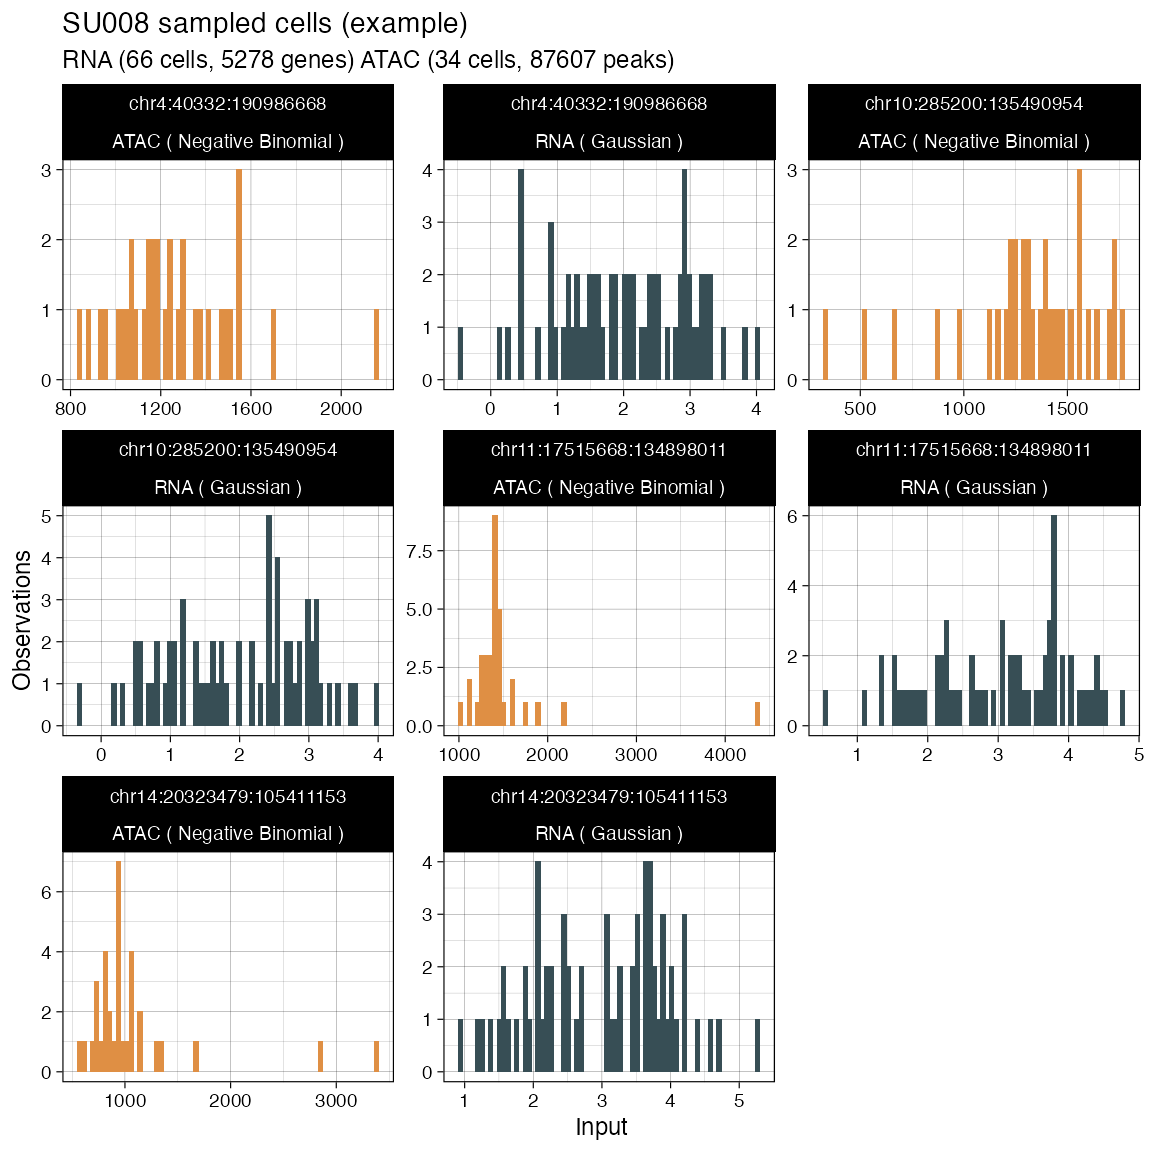 SU008 sampled cells (example)
RNA (66 cells, 5278 genes) ATAC (34 cells, 87607 peaks)
chr4:40332:190986668
ATAC ( Negative Binomial )
3
2
1
0
800 1200 1600 2000
chr4:40332:190986668
RNA ( Gaussian )
4
3
2
1
0
0 1 2 3 4
chr10:285200:135490954
ATAC ( Negative Binomial )
3
2
1
0
500 1000 1500
Observations
chr10:285200:135490954
RNA ( Gaussian )
5
4
3
2
1
0
0 1 2 3 4
chr11:17515668:134898011
ATAC ( Negative Binomial )
7.5
5.0
2.5
0.0
1000 2000 3000 4000
chr11:17515668:134898011
RNA ( Gaussian )
6
4
2
0
1 2 3 4 5
chr14:20323479:105411153
ATAC ( Negative Binomial )
6
4
2
0
1000 2000 3000
chr14:20323479:105411153
RNA ( Gaussian )
4
3
2
1
0
1 2 3 4 5
Input